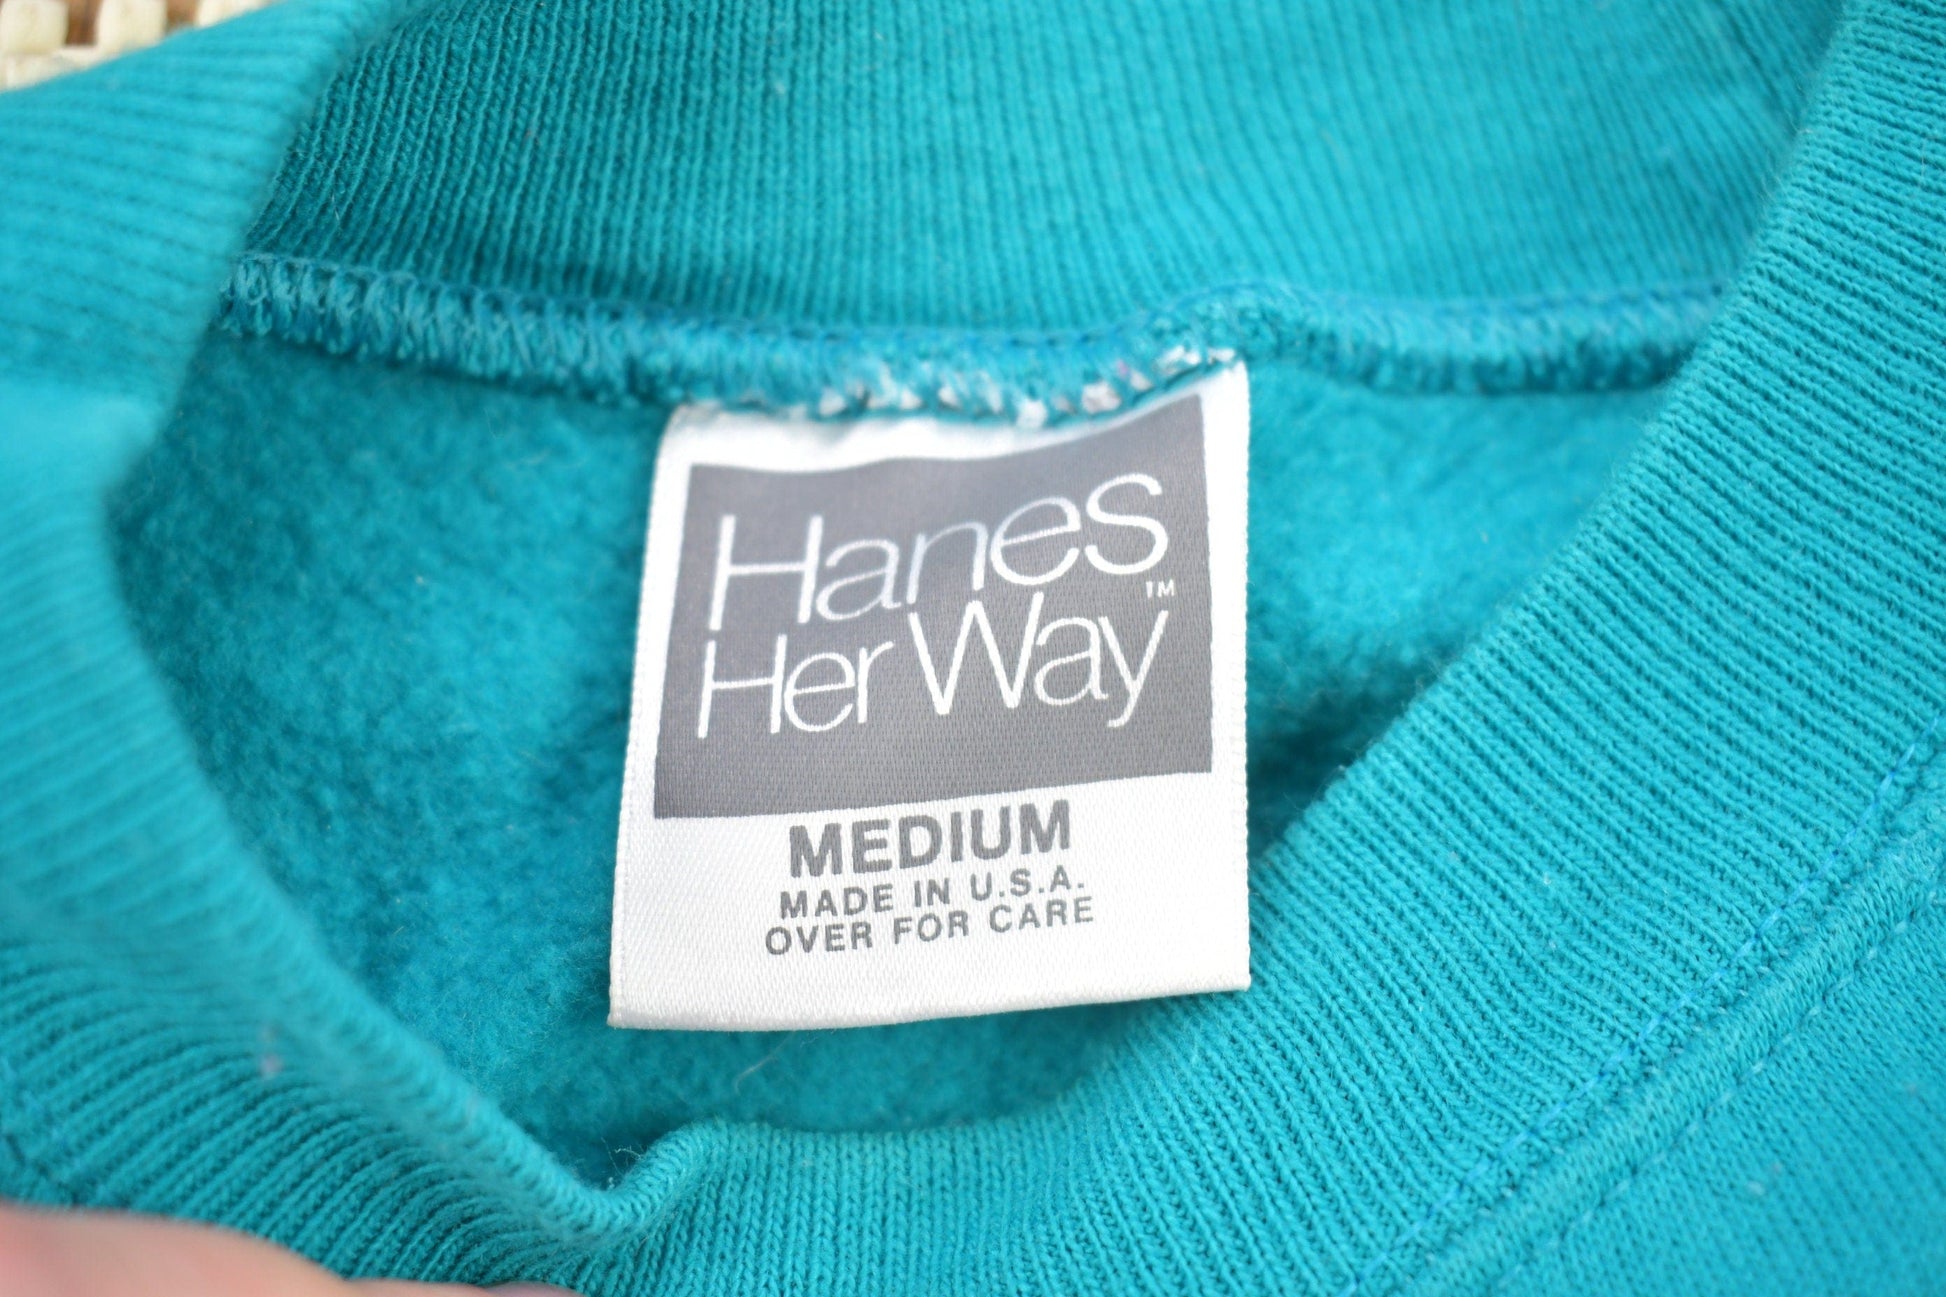 Hanes
Her Way™
MEDIUM
MADE IN U.S.A.
OVER FOR CARE